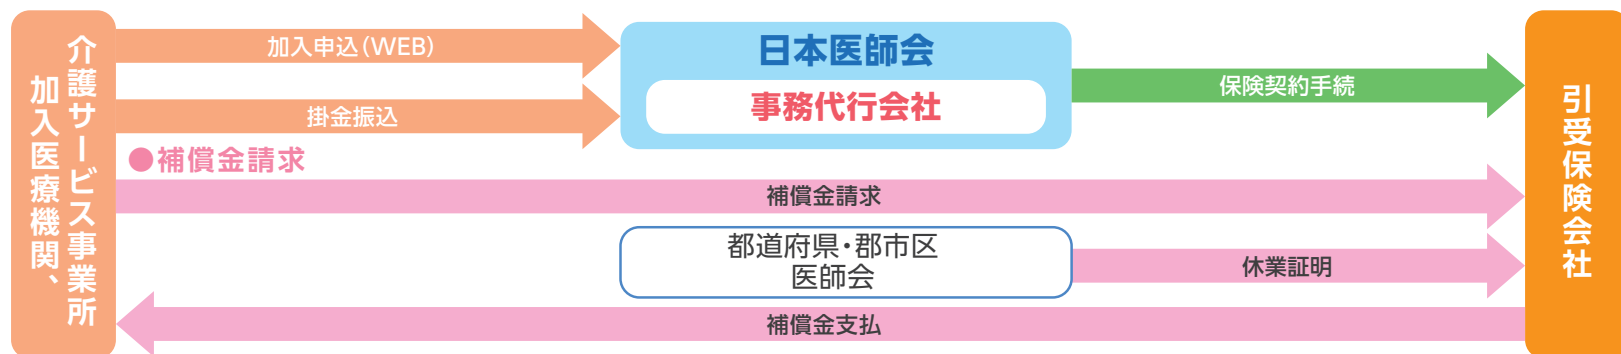 加入医療機関、
介護サービス事業所
加入申込(WEB)
掛金振込
日本医師会
事務代行会社
保険契約手続
引受保険会社
●補償金請求
補償金請求
都道府県・郡市区
医師会
休業証明
補償金支払